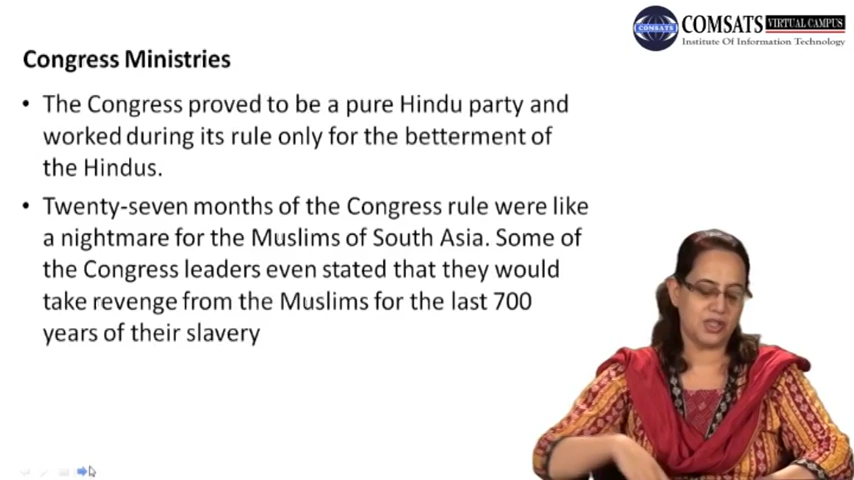 COMSATS VIRTUAL CAMPUS
COMSATS
Institute Of Information Technology
Congress Ministries
• The Congress proved to be a pure Hindu party and
worked during its rule only for the betterment of
the Hindus.
• Twenty-seven months of the Congress rule were like
a nightmare for the Muslims of South Asia. Some of
the Congress leaders even stated that they would
take revenge from the Muslims for the last 700
years of their slavery